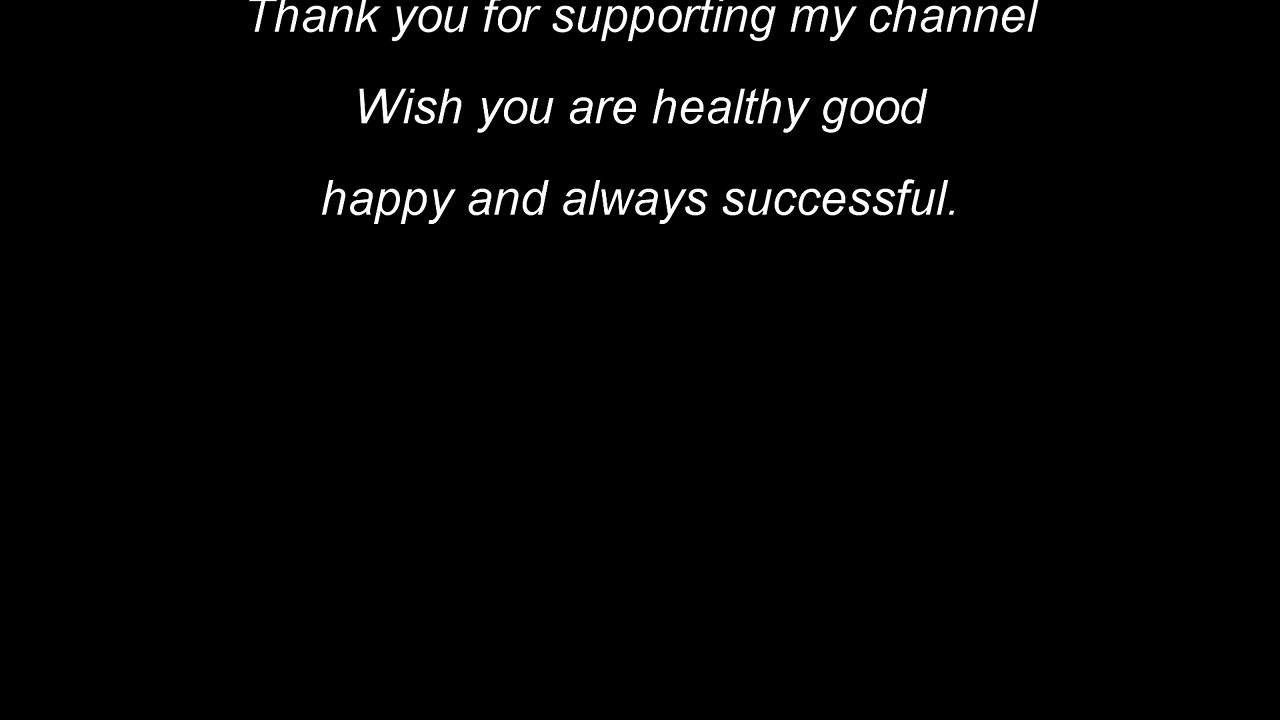 Thank you for supporting my channel
Wish you are healthy good
happy and always successful.